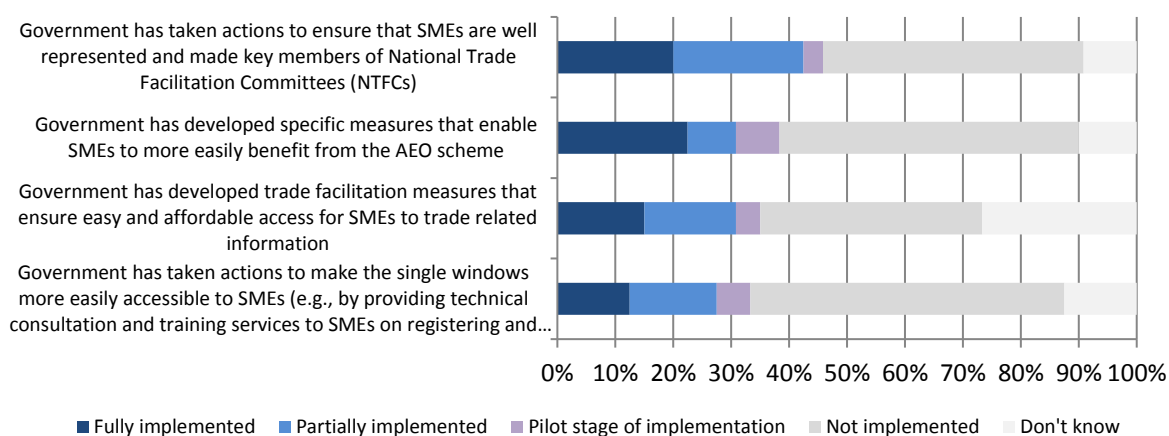 Government has taken actions to ensure that SMEs are well
represented and made key members of National Trade
Facilitation Committees (NTFCs)
Government has developed specific measures that enable
SMEs to more easily benefit from the AEO scheme
Government has developed trade facilitation measures that
ensure easy and affordable access for SMEs to trade related
information
Government has taken actions to make the single windows
more easily accessible to SMEs (e.g., by providing technical
consultation and training services to SMEs on registering and…
0% 10% 20% 30% 40% 50% 60% 70% 80% 90% 100%
Fully implemented Partially implemented Pilot stage of implementation Not implemented Don't know